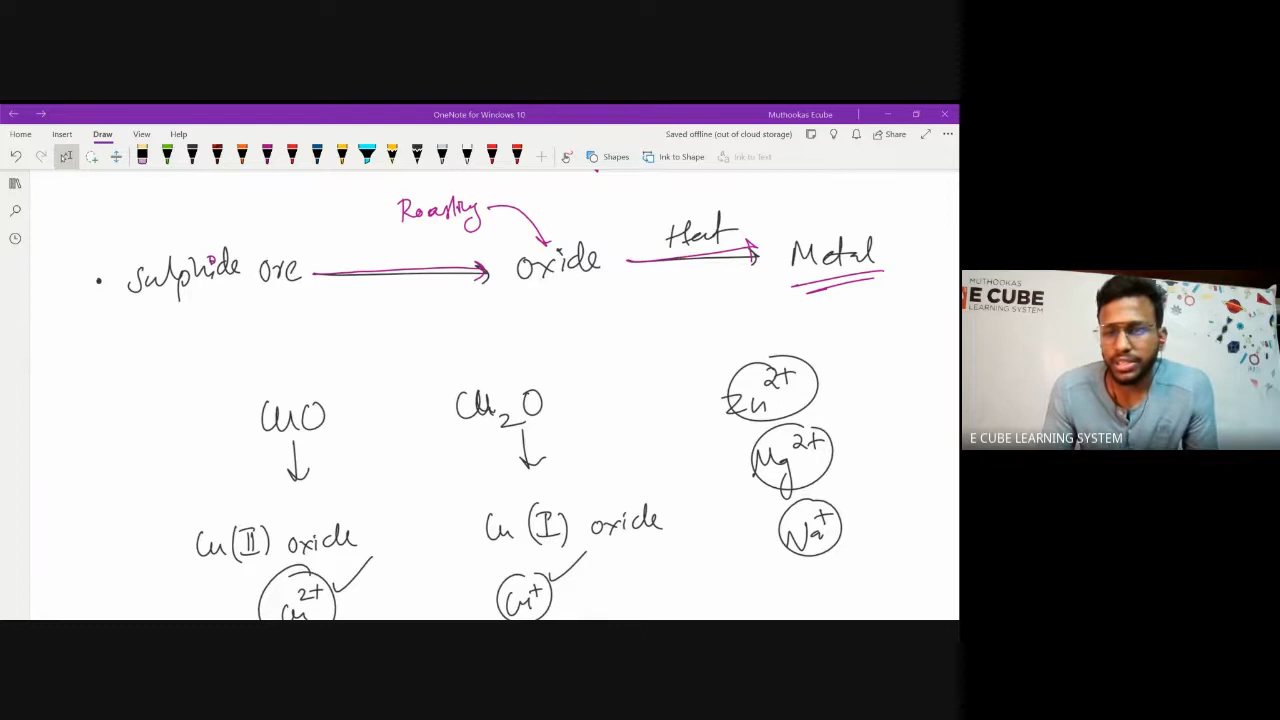 OneNote for Windows 10
Muthookas Ecube
Home Insert Draw View Help
Saved offline (out of cloud storage)
Share
Shapes
Ink to Shape
Ink to Text
Roasting
• Sulphide ore oxide Heat Metal
CuO
Cu2O
Zn2+
Mg2+
Na+
Cu(II) oxide
Cu (I) oxide
Cu2+
Cu+
MUTHOOKAS
E CUBE
LEARNING SYSTEM
E CUBE LEARNING SYSTEM